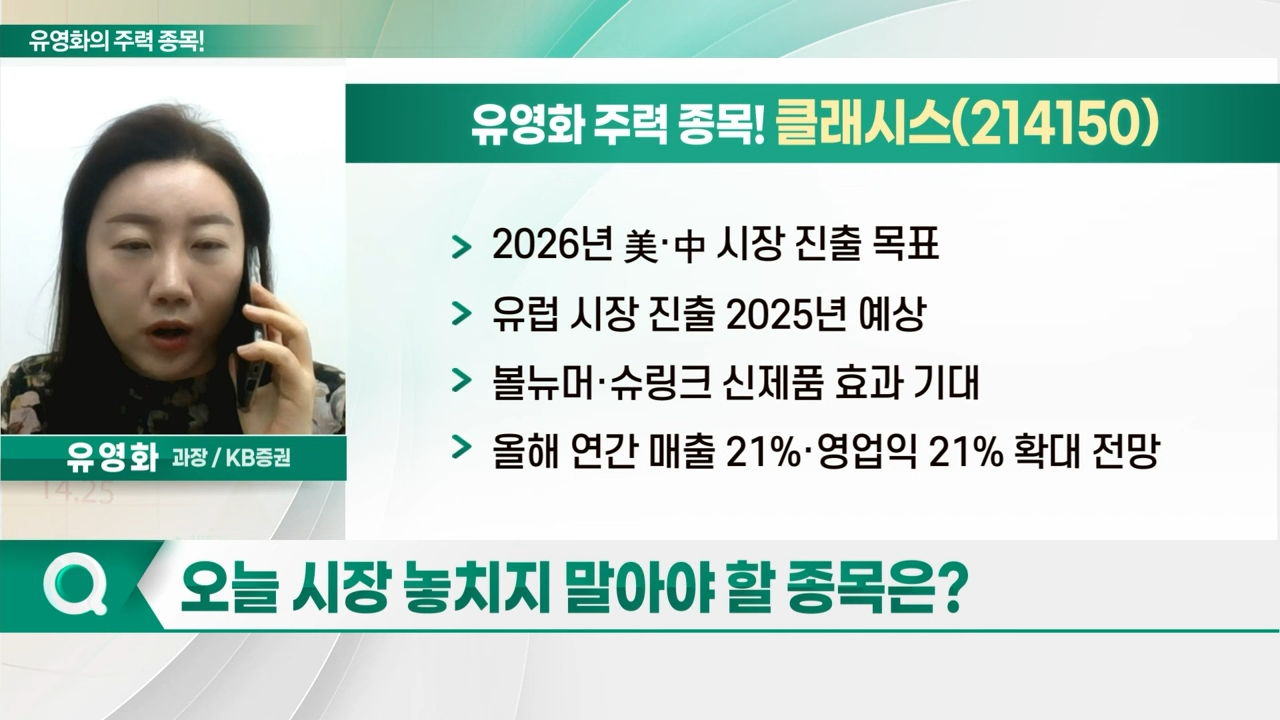 유영화의 주력 종목!
유영화 주력 종목! 클래시스(214150)
2026년 美·中 시장 진출 목표
유럽 시장 진출 2025년 예상
볼뉴머·슈링크 신제품 효과 기대
올해 연간 매출 21%·영업익 21% 확대 전망
유영화 과장 / KB증권
14.25
오늘 시장 놓치지 말아야 할 종목은?